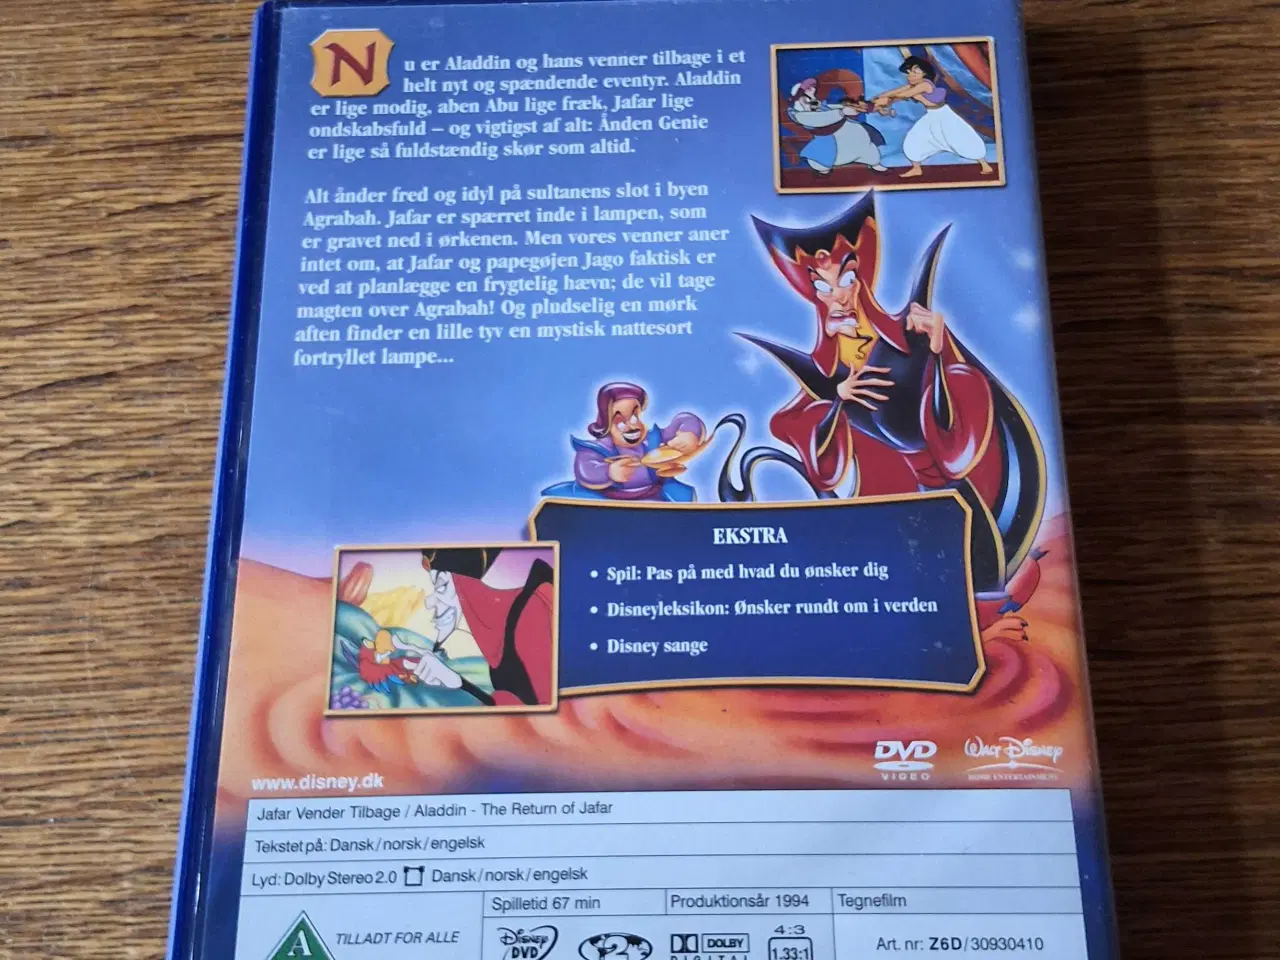 Nu er Aladdin og hans venner tilbage i et
helt nyt og spændende eventyr. Aladdin
er lige modig, aben Abu lige fræk, Jafar lige
ondskabsfuld – og vigtigst af alt: Ånden Genie
er lige så fuldstændig skør som altid.
Alt ånder fred og idyl på sultanens slot i byen
Agrabah. Jafar er spærret inde i lampen, som
er gravet ned i ørkenen. Men vores venner aner
intet om, at Jafar og papegøjen Jago faktisk er
ved at planlægge en frygtelig hævn; de vil tage
magten over Agrabah! Og pludselig en mørk
aften finder en lille tyv en mystisk nattesort
fortryllet lampe...
EKSTRA
• Spil: Pas på med hvad du ønsker dig
• Disneyleksikon: Ønsker rundt om i verden
• Disney sange
DVD
VIDEO
WALT DISNEY
HOME ENTERTAINMENT
www.disney.dk
Jafar Vender Tilbage / Aladdin - The Return of Jafar
Tekstet på: Dansk/norsk/engelsk
Lyd: Dolby Stereo 2.0 Dansk/norsk/engelsk
Spilletid 67 min
Produktionsår 1994
Tegnefilm
A
TILLADT FOR ALLE
Disney
DVD
2
DOLBY
DIGITAL
4:3
1.33:1
Art. nr: Z6D/30930410